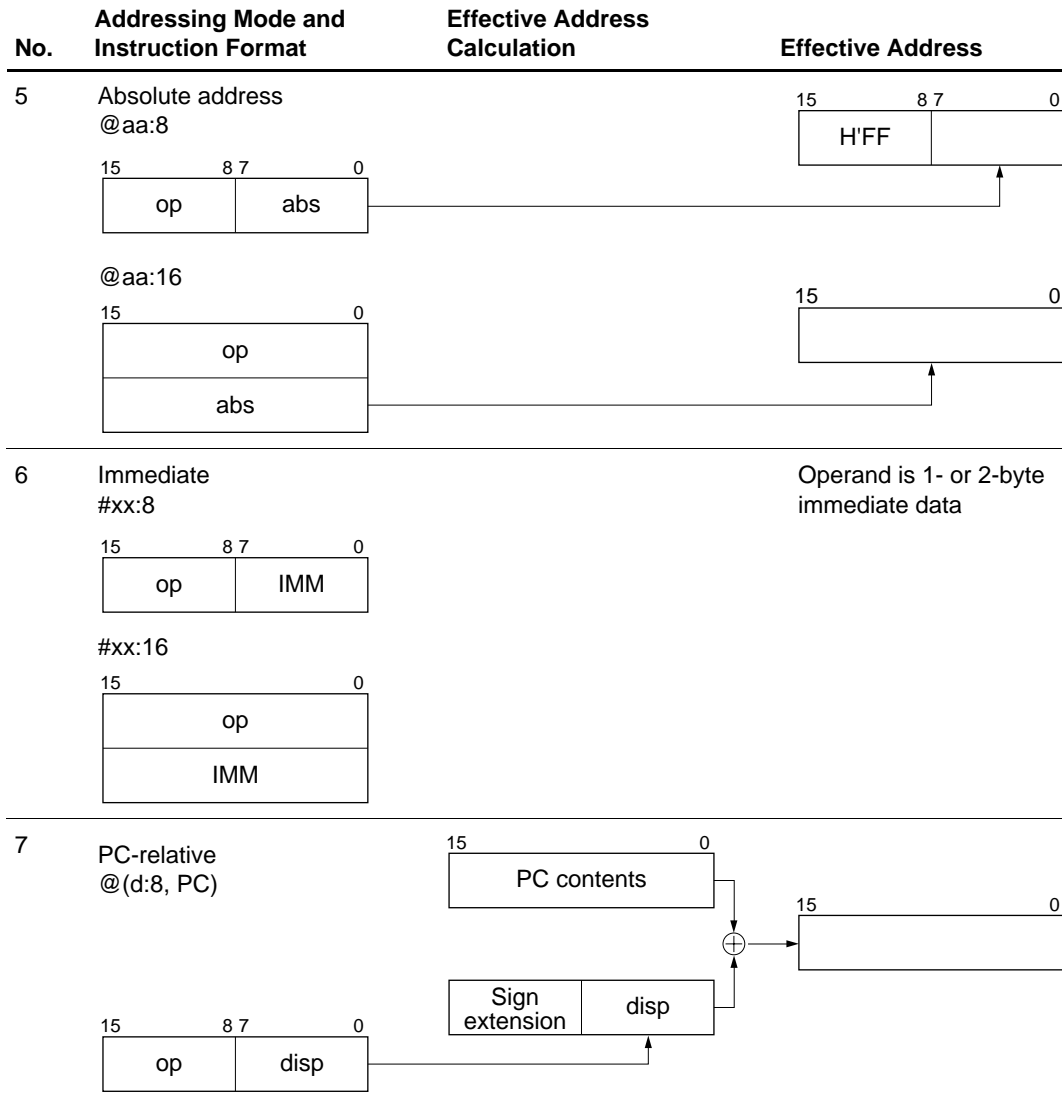 No.
Addressing Mode and
Instruction Format
Effective Address
Calculation
Effective Address
5
Absolute address
@aa:8
15 8 7 0
op abs
15 8 7 0
H'FF
@aa:16
15 0
op
abs
15 0
6
Immediate
#xx:8
15 8 7 0
op IMM
#xx:16
15 0
op
IMM
Operand is 1- or 2-byte
immediate data
7
PC-relative
@(d:8, PC)
15 8 7 0
op disp
15 0
PC contents
Sign
extension
disp
15 0